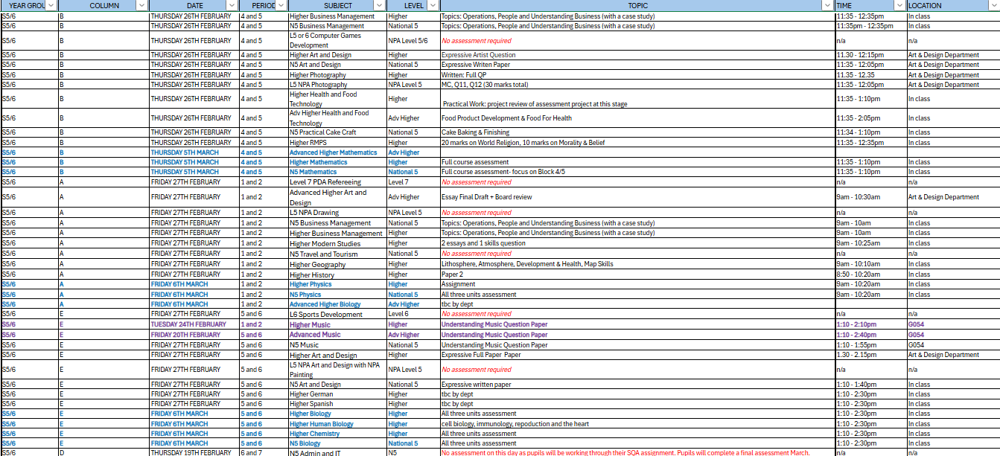 YEAR GROU COLUMN DATE PERIOD SUBJECT LEVEL TOPIC TIME LOCATION
S5/6 B THURSDAY 26TH FEBRUARY 4 and 5 Higher Business Management Higher Topics: Operations, People and Understanding Business (with a case study) 11:35 - 12:35pm In class
S5/6 B THURSDAY 26TH FEBRUARY 4 and 5 N5 Business Management National 5 Topics: Operations, People and Understanding Business (with a case study) 11:35pm - 12:35pm In class
S5/6 B THURSDAY 26TH FEBRUARY 4 and 5 L5 or 6 Computer Games Development NPA Level 5/6 No assessment required n/a n/a
S5/6 B THURSDAY 26TH FEBRUARY 4 and 5 Higher Art and Design Higher Expressive Artist Question 11.30 - 12:15pm Art & Design Department
S5/6 B THURSDAY 26TH FEBRUARY 4 and 5 N5 Art and Design National 5 Expressive Writen Paper 11:35 - 12:05pm Art & Design Department
S5/6 B THURSDAY 26TH FEBRUARY 4 and 5 Higher Photography Higher Written: Full QP 11.35 - 12.35 Art & Design Department
S5/6 B THURSDAY 26TH FEBRUARY 4 and 5 L5 NPA Photography NPA Level 5 MC, Q11, Q12 (30 marks total) 11:35 - 12:05pm Art & Design Department
S5/6 B THURSDAY 26TH FEBRUARY 4 and 5 Higher Health and Food Technology Higher Practical Work: project review of assessment project at this stage 11:35 - 1:10pm In class
S5/6 B THURSDAY 26TH FEBRUARY 4 and 5 Adv Higher Health and Food Technology Adv Higher Food Product Development & Food For Health 11:35 - 2:05pm In class
S5/6 B THURSDAY 26TH FEBRUARY 4 and 5 N5 Practical Cake Craft National 5 Cake Baking & Finishing 11:34 - 1:10pm In class
S5/6 B THURSDAY 26TH FEBRUARY 4 and 5 Higher RMPS Higher 20 marks on World Religion, 10 marks on Morality & Belief 11:35 - 12:35pm In class
S5/6 B THURSDAY 5TH MARCH 4 and 5 Advanced Higher Mathematics Adv Higher
S5/6 B THURSDAY 5TH MARCH 4 and 5 Higher Mathematics Higher Full course assessment 11:35 - 1:10pm In class
S5/6 B THURSDAY 5TH MARCH 4 and 5 N5 Mathematics National 5 Full course assessment- focus on Block 4/5 11:35 - 1:10pm In class
S5/6 A FRIDAY 27TH FEBRUARY 1 and 2 Level 7 PDA Refereeing Level 7 No assessment required n/a n/a
S5/6 A FRIDAY 27TH FEBRUARY 1 and 2 Advanced Higher Art and Design Adv Higher Essay Final Draft + Board review 9am - 10:30am Art & Design Department
S5/6 A FRIDAY 27TH FEBRUARY 1 and 2 L5 NPA Drawing NPA Level 5 No assessment required n/a n/a
S5/6 A FRIDAY 27TH FEBRUARY 1 and 2 N5 Business Management National 5 Topics: Operations, People and Understanding Business (with a case study) 9am - 10am In class
S5/6 A FRIDAY 27TH FEBRUARY 1 and 2 Higher Business Management Higher Topics: Operations, People and Understanding Business (with a case study) 9am - 10am In class
S5/6 A FRIDAY 27TH FEBRUARY 1 and 2 Higher Modern Studies Higher 2 essays and 1 skills question 9am - 10:25am In class
S5/6 A FRIDAY 27TH FEBRUARY 1 and 2 N5 Travel and Tourism National 5 No assessment required n/a n/a
S5/6 A FRIDAY 27TH FEBRUARY 1 and 2 Higher Geography Higher Lithosphere, Atmosphere, Development & Health, Map Skills 9am - 10:10am In class
S5/6 A FRIDAY 27TH FEBRUARY 1 and 2 Higher History Higher Paper 2 8:50 - 10:20am In class
S5/6 A FRIDAY 6TH MARCH 1 and 2 Higher Physics Higher Assignment 9am - 10:20am In class
S5/6 A FRIDAY 6TH MARCH 1 and 2 N5 Physics National 5 All three units assessment 9am - 10:20am In class
S5/6 A FRIDAY 6TH MARCH 1 and 2 Advanced Higher Biology Adv Higher tbc by dept
S5/6 E FRIDAY 27TH FEBRUARY 5 and 6 L6 Sports Development Level 6 No assessment required n/a n/a
S5/6 E TUESDAY 24TH FEBRUARY 1 and 2 Higher Music Higher Understanding Music Question Paper 1:10 - 2:10pm G054
S5/6 E FRIDAY 20TH FEBRUARY 5 and 6 Advanced Music Adv Higher Understanding Music Question Paper 1:10 - 2:40pm G054
S5/6 E FRIDAY 27TH FEBRUARY 5 and 6 N5 Music National 5 Understanding Music Question Paper 1:10 - 1:55pm G054
S5/6 E FRIDAY 27TH FEBRUARY 5 and 6 Higher Art and Design Higher Expressive Full Paper Paper 1.30 - 2.15pm Art & Design Department
S5/6 E FRIDAY 27TH FEBRUARY 5 and 6 L5 NPA Art and Design with NPA Painting NPA Level 5 No assessment required n/a n/a
S5/6 E FRIDAY 27TH FEBRUARY 5 and 6 N5 Art and Design National 5 Expressive written paper 1:10 - 1:40pm In class
S5/6 E FRIDAY 27TH FEBRUARY 5 and 6 Higher German Higher tbc by dept 1:10 - 2:30pm In class
S5/6 E FRIDAY 27TH FEBRUARY 5 and 6 Higher Spanish Higher tbc by dept 1:10 - 2:30pm In class
S5/6 E FRIDAY 6TH MARCH 5 and 6 Higher Biology Higher All three units assessment 1:10 - 2:30pm In class
S5/6 E FRIDAY 6TH MARCH 5 and 6 Higher Human Biology Higher cell biology, immunology, repoduction and the heart 1:10 - 2:30pm In class
S5/6 E FRIDAY 6TH MARCH 5 and 6 Higher Chemistry Higher All three units assessment 1:10 - 2:30pm In class
S5/6 E FRIDAY 6TH MARCH 5 and 6 N5 Biology National 5 All three units assessment 1:10 - 2:30pm In class
S5/6 D THURSDAY 19TH FEBRUARY 6 and 7 N5 Admin and IT N5 No assessment on this day as pupils will be working through their SQA assignment. Pupils will complete a final assessment March. n/a n/a